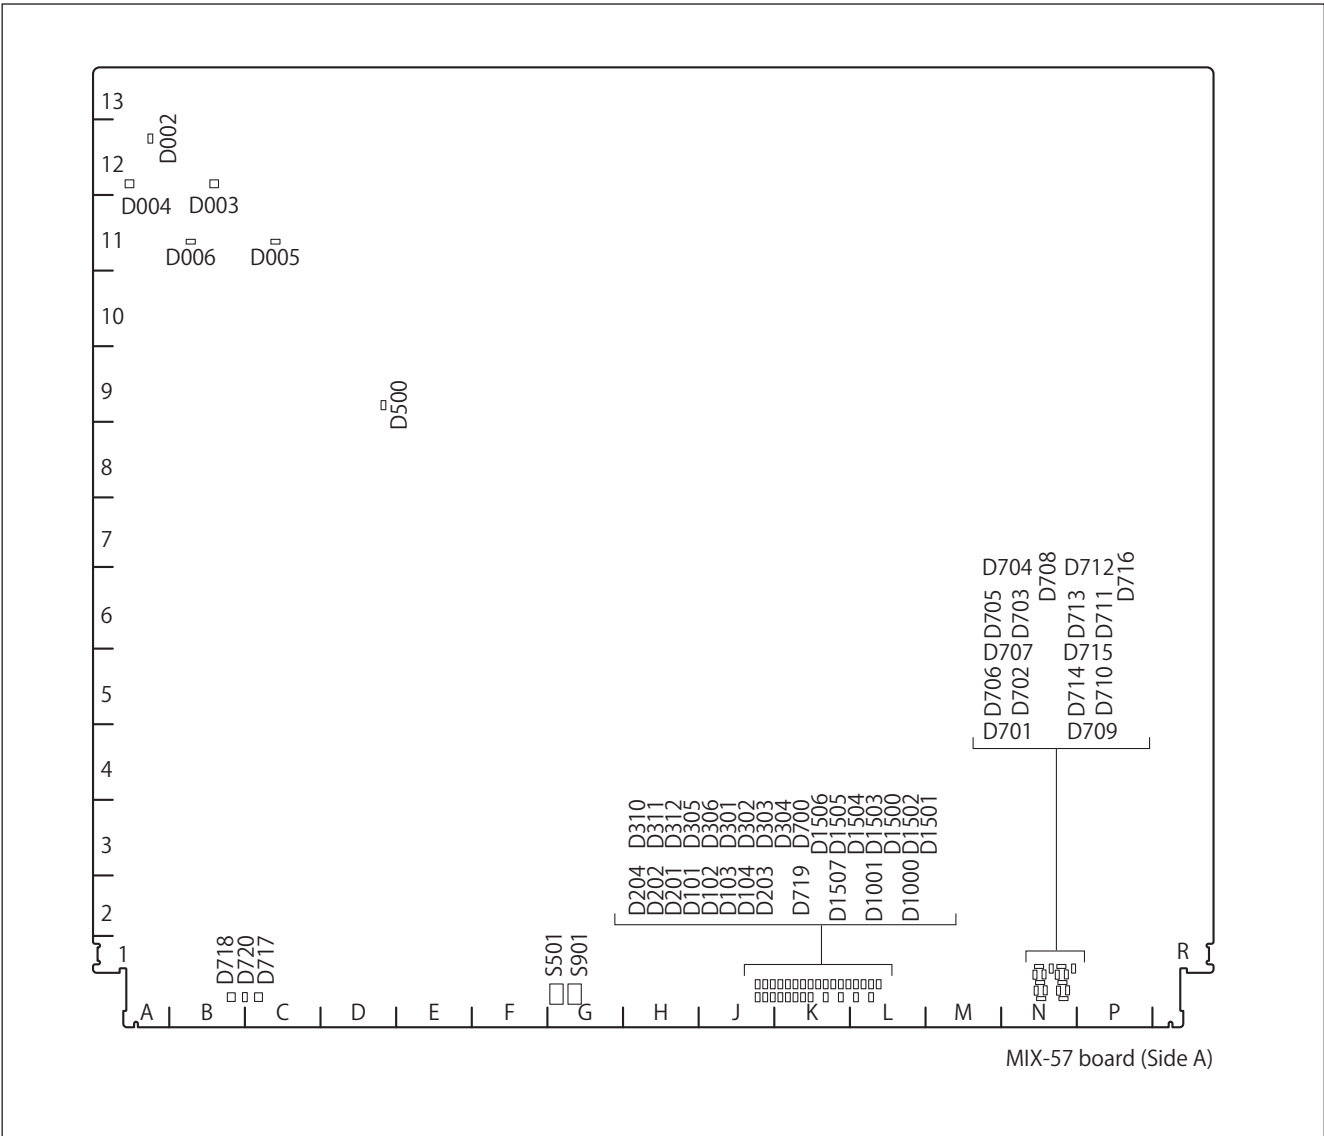 13
D002
12
D004 D003
11
D006 D005
10
9
D500
8
7
D704 D708 D712 D716
6
D705 D703 D713 D711
D707 D715
5
D706 D702 D714 D710
D701 D709
4
3
D310 D311 D312 D305 D306 D301 D302 D303 D304 D700 D1506 D1505 D1504 D1503 D1500 D1502 D1501
2
D204 D202 D201 D101 D102 D103 D104 D203 D719 D1507 D1001 D1000
1
D718 D720 D717 S501 S901
R
A B C D E F G H J K L M N P
MIX-57 board (Side A)